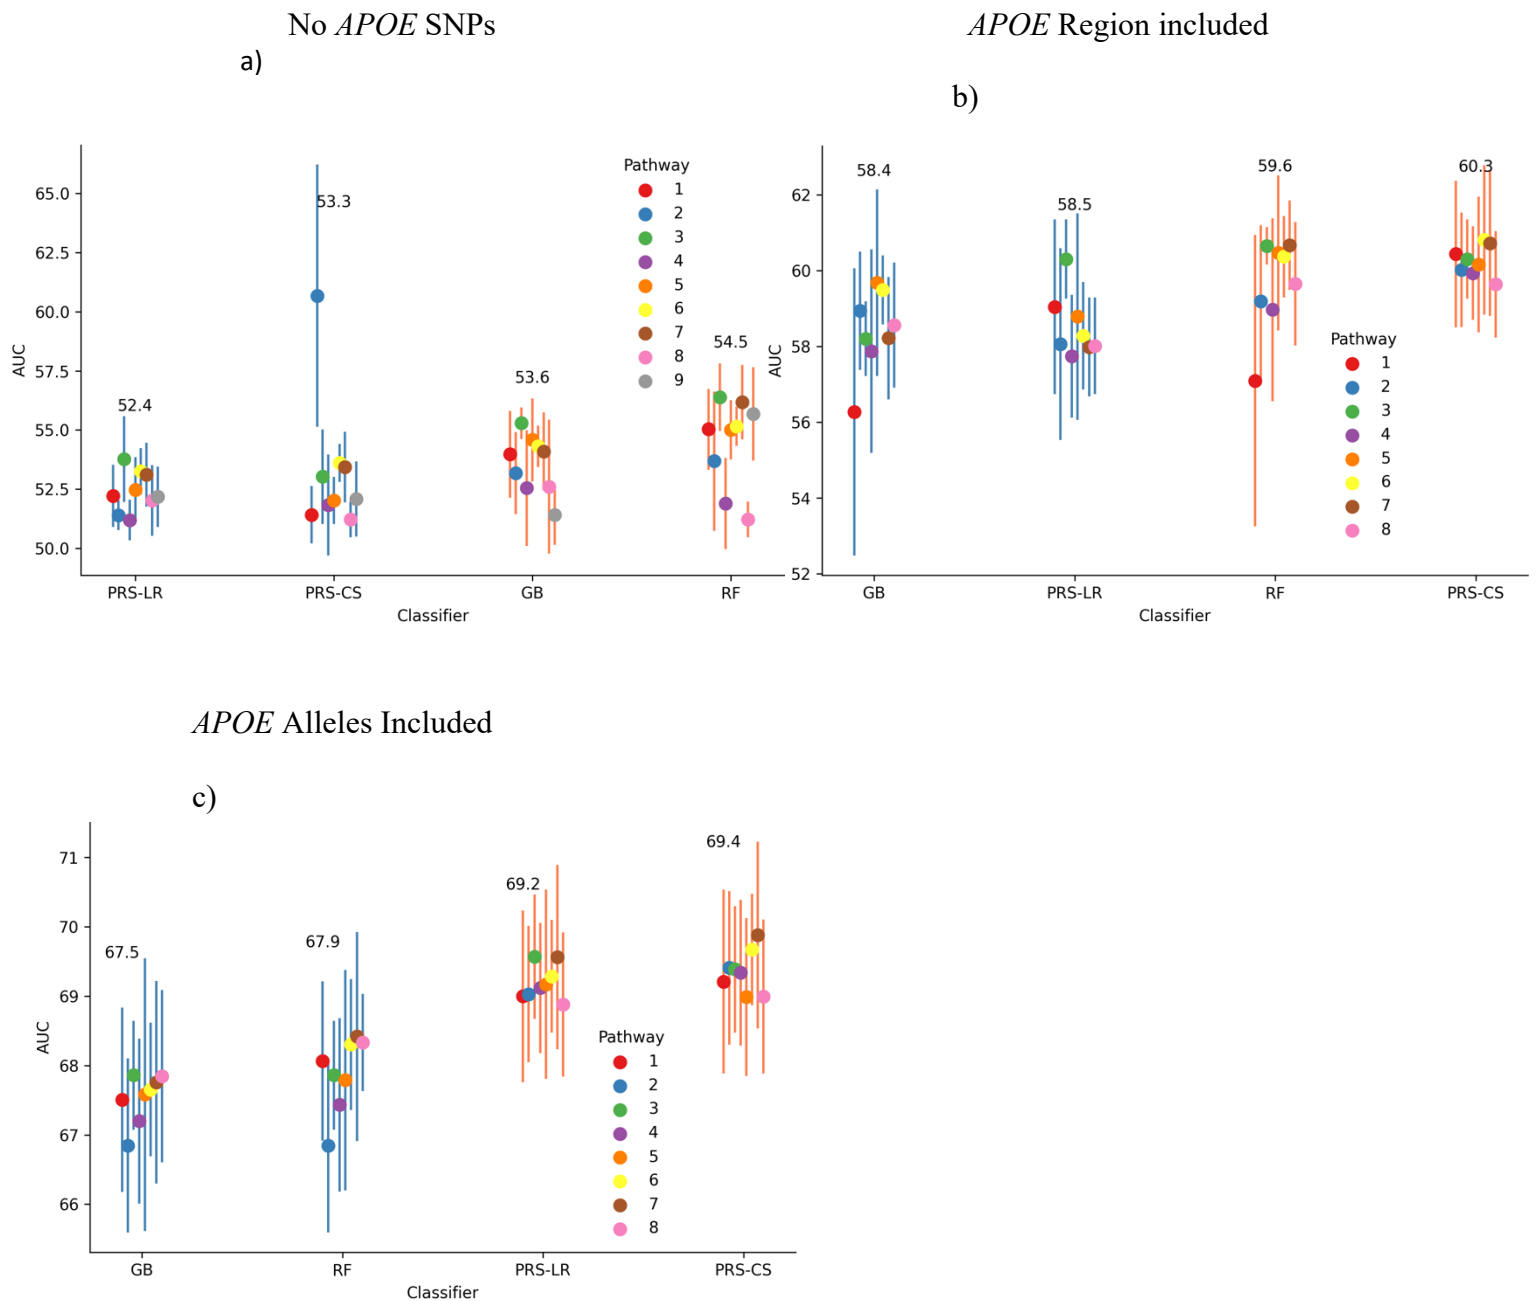 No APOE SNPs
APOE Region included
a)
b)
65.0
62.5
60.0
57.5
55.0
52.5
50.0
AUC
52.4
53.3
53.6
54.5
Pathway
1
2
3
4
5
6
7
8
9
PRS-LR
PRS-CS
GB
RF
Classifier
62
60
58
56
54
52
AUC
58.4
58.5
59.6
60.3
Pathway
1
2
3
4
5
6
7
8
GB
PRS-LR
RF
PRS-CS
Classifier
APOE Alleles Included
c)
71
70
69
68
67
66
AUC
67.5
67.9
69.2
69.4
Pathway
1
2
3
4
5
6
7
8
GB
RF
PRS-LR
PRS-CS
Classifier